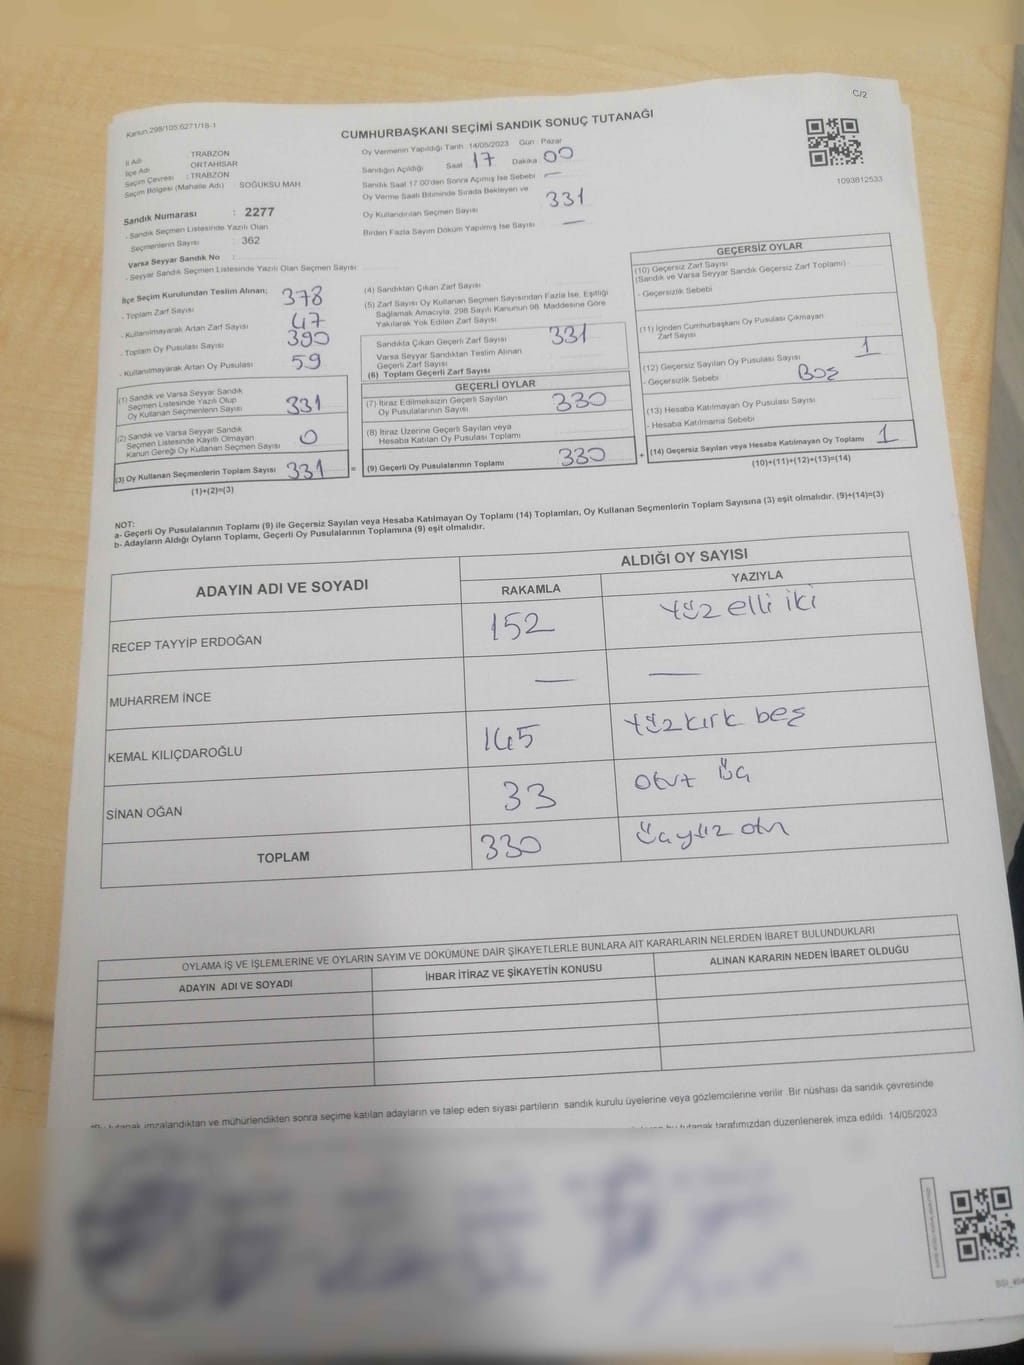 C/2
Kanun:298/105:6271/18-1
CUMHURBAŞKANI SEÇİMİ SANDIK SONUÇ TUTANAĞI
1093812533
İl Adı : TRABZON
İlçe Adı : ORTAHİSAR
Seçim Çevresi : TRABZON
Seçim Bölgesi (Mahalle Adı) : SOĞUKSU MAH.
Sandık Numarası : 2277
- Sandık Seçmen Listesinde Yazılı Olan
Seçmenlerin Sayısı : 362
Varsa Seyyar Sandık No :
- Seyyar Sandık Seçmen Listesinde Yazılı Olan Seçmen Sayısı
Oy Vermenin Yapıldığı Tarih 14/05/2023 Gün Pazar
Sandığın Açıldığı Saat 17 Dakika 00
Sandık Saat 17.00'den Sonra Açılmış İse Sebebi —
Oy Verme Saati Bitiminde Sırada Bekleyen ve
Oy Kullandırılan Seçmen Sayısı 331
Birden Fazla Sayım Döküm Yapılmış İse Sayısı —
İlçe Seçim Kurulundan Teslim Alınan;
- Toplam Zarf Sayısı 378
- Kullanılmayarak Artan Zarf Sayısı 47
- Toplam Oy Pusulası Sayısı 390
- Kullanılmayarak Artan Oy Pusulası 59
(1) Sandık ve Varsa Seyyar Sandık
Seçmen Listesinde Yazılı Olup
Oy Kullanan Seçmenlerin Sayısı 331
(2) Sandık ve Varsa Seyyar Sandık
Seçmen Listesinde Kayıtlı Olmayan
Kanun Gereği Oy Kullanan Seçmen Sayısı 0
(3) Oy Kullanan Seçmenlerin Toplam Sayısı 331 =
(1)+(2)=(3)
(4) Sandıktan Çıkan Zarf Sayısı
(5) Zarf Sayısı Oy Kullanan Seçmen Sayısından Fazla İse, Eşitliği
Sağlamak Amacıyla, 298 Sayılı Kanunun 98. Maddesine Göre
Yakılarak Yok Edilen Zarf Sayısı
Sandıkta Çıkan Geçerli Zarf Sayısı 331
Varsa Seyyar Sandıktan Teslim Alınan
Geçerli Zarf Sayısı
(6) Toplam Geçerli Zarf Sayısı
GEÇERLİ OYLAR
(7) İtiraz Edilmeksizin Geçerli Sayılan
Oy Pusulalarının Sayısı 330
(8) İtiraz Üzerine Geçerli Sayılan veya
Hesaba Katılan Oy Pusulası Toplamı
(9) Geçerli Oy Pusulalarının Toplamı 330 +
GEÇERSİZ OYLAR
(10) Geçersiz Zarf Sayısı
(Sandık ve Varsa Seyyar Sandık Geçersiz Zarf Toplamı)
- Geçersizlik Sebebi
(11) İçinden Cumhurbaşkanı Oy Pusulası Çıkmayan
Zarf Sayısı
(12) Geçersiz Sayılan Oy Pusulası Sayısı 1
- Geçersizlik Sebebi Boş
(13) Hesaba Katılmayan Oy Pusulası Sayısı
- Hesaba Katılmama Sebebi
(14) Geçersiz Sayılan veya Hesaba Katılmayan Oy Toplamı 1
(10)+(11)+(12)+(13)=(14)
NOT:
a- Geçerli Oy Pusulalarının Toplamı (9) ile Geçersiz Sayılan veya Hesaba Katılmayan Oy Toplamı (14) Toplamları, Oy Kullanan Seçmenlerin Toplam Sayısına (3) eşit olmalıdır. (9)+(14)=(3)
b- Adayların Aldığı Oyların Toplamı, Geçerli Oy Pusulalarının Toplamına (9) eşit olmalıdır.
ADAYIN ADI VE SOYADI
ALDIĞI OY SAYISI
RAKAMLA YAZIYLA
RECEP TAYYİP ERDOĞAN 152 Yüz elli iki
MUHARREM İNCE — —
KEMAL KILIÇDAROĞLU 145 Yüzkırk beş
SİNAN OĞAN 33 otuz üç
TOPLAM 330 üçyüz otuz
OYLAMA İŞ VE İŞLEMLERİNE VE OYLARIN SAYIM VE DÖKÜMÜNE DAİR ŞİKAYETLERLE BUNLARA AİT KARARLARIN NELERDEN İBARET BULUNDUKLARI
ADAYIN ADI VE SOYADI İHBAR İTİRAZ VE ŞİKAYETİN KONUSU ALINAN KARARIN NEDEN İBARET OLDUĞU
tutanak imzalandıktan ve mühürlendikten sonra seçime katılan adayların ve talep eden siyasi partilerin sandık kurulu üyelerine veya gözlemcilerine verilir. Bir nüshası da sandık çevresinde
bu tutanak tarafımızdan düzenlenerek imza edildi. 14/05/2023